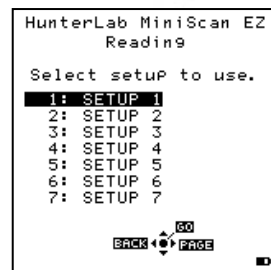 HunterLab MiniScan EZ
Reading
Select setup to use.
1: SETUP 1
2: SETUP 2
3: SETUP 3
4: SETUP 4
5: SETUP 5
6: SETUP 6
7: SETUP 7
GO
BACK PAGE